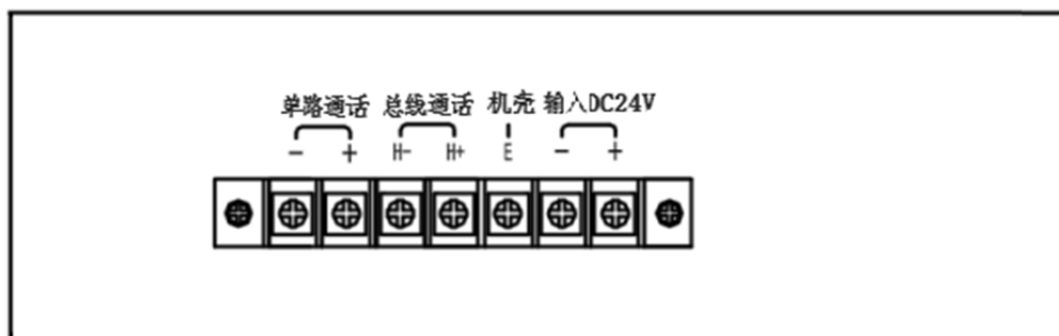 单路通话 总线通话 机壳 输入DC24V
- + H- H+ E - +